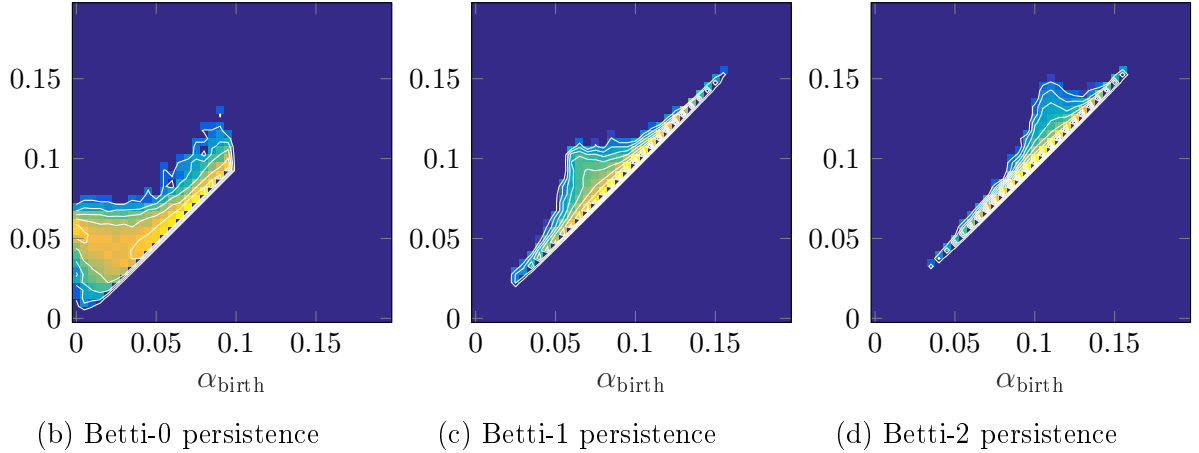 0.15 0.15 0.15
0.1 0.1 0.1
0.05 0.05 0.05
0 0 0
0 0.05 0.1 0.15 0 0.05 0.1 0.15 0 0.05 0.1 0.15
α_birth α_birth α_birth
(b) Betti-0 persistence (c) Betti-1 persistence (d) Betti-2 persistence